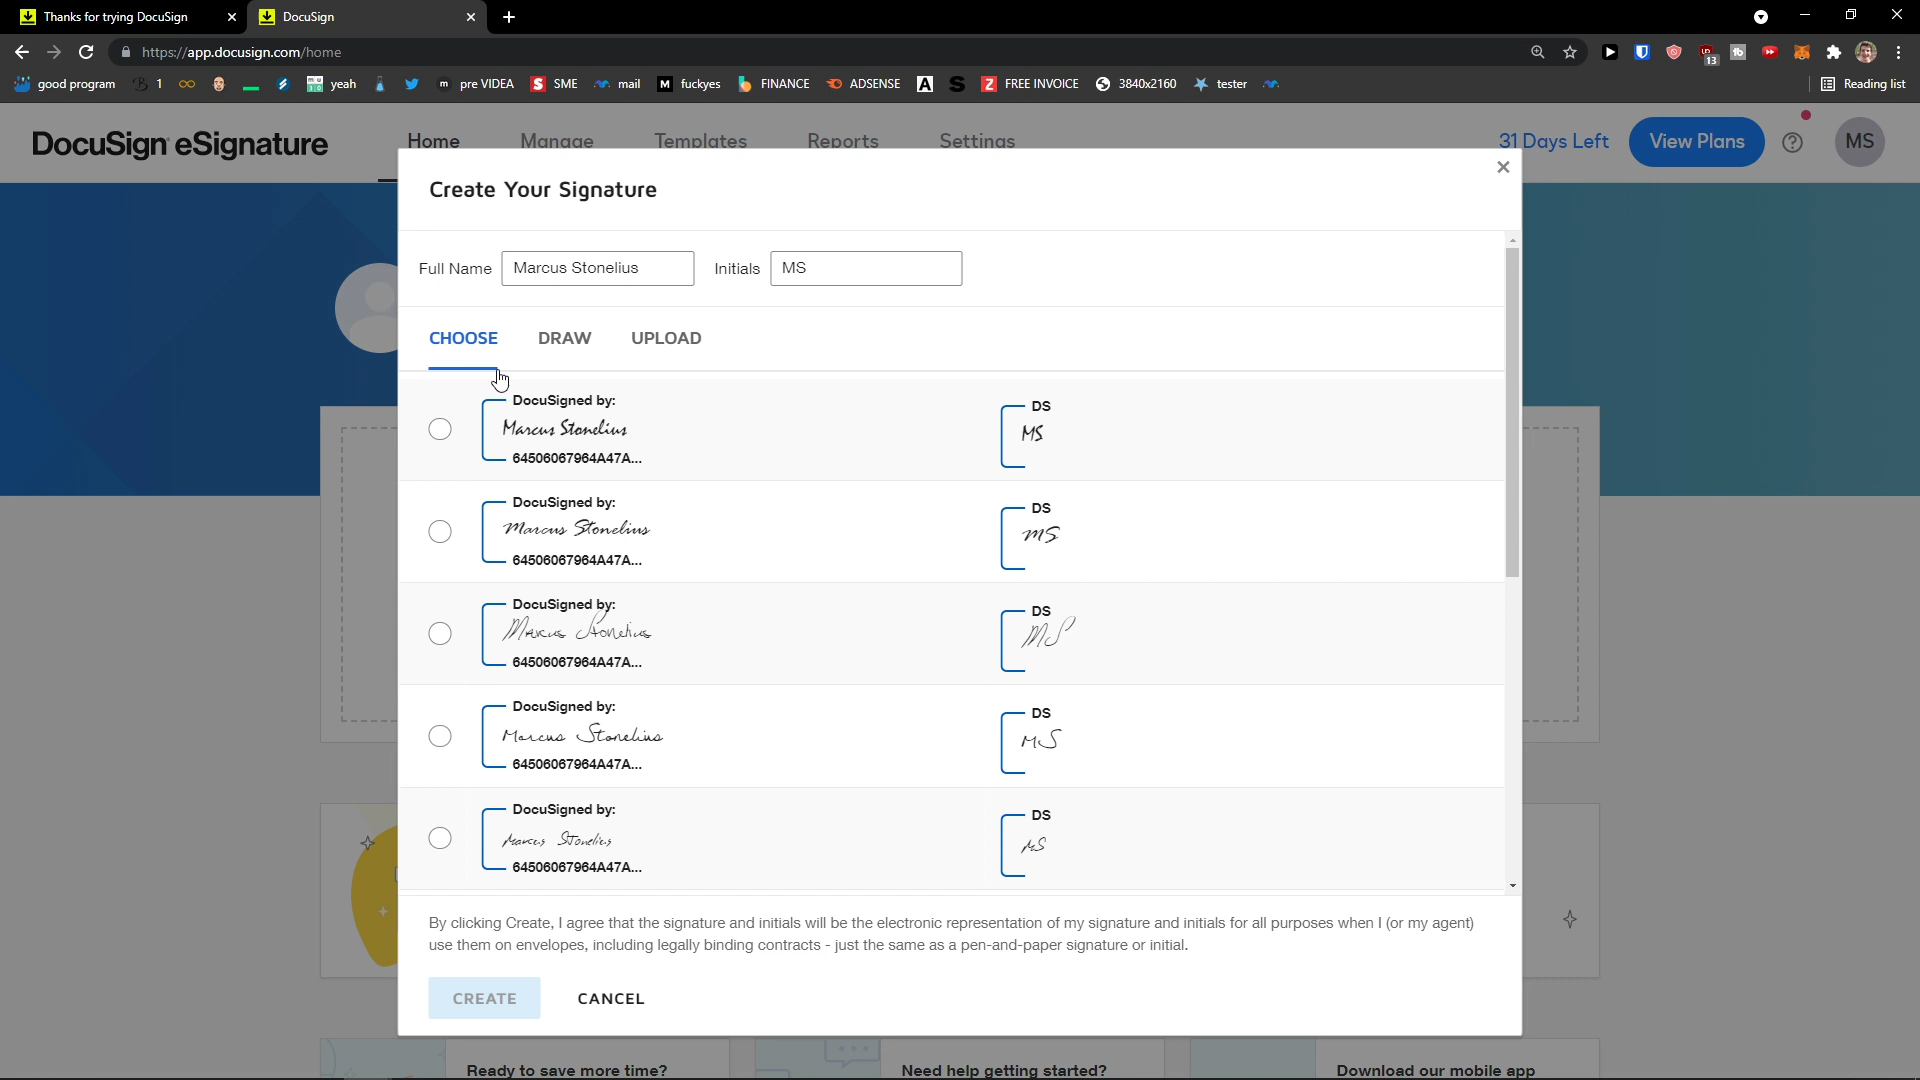 Thanks for trying DocuSign
DocuSign
https://app.docusign.com/home
13
good program
1
yeah
pre VIDEA
SME
mail
fuckyes
FINANCE
ADSENSE
FREE INVOICE
3840x2160
tester
Reading list
DocuSign eSignature
Home
Manage
Templates
Reports
Settings
31 Days Left
View Plans
MS
Create Your Signature
Full Name
Marcus Stonelius
Initials
MS
CHOOSE
DRAW
UPLOAD
DocuSigned by:
Marcus Stonelius
64506067964A47A...
DS
MS
DocuSigned by:
Marcus Stonelius
64506067964A47A...
DS
MS
DocuSigned by:
Marcus Stonelius
64506067964A47A...
DS
MS
DocuSigned by:
Marcus Stonelius
64506067964A47A...
DS
MS
DocuSigned by:
Marcus Stonelius
64506067964A47A...
DS
MS
By clicking Create, I agree that the signature and initials will be the electronic representation of my signature and initials for all purposes when I (or my agent)
use them on envelopes, including legally binding contracts - just the same as a pen-and-paper signature or initial.
CREATE
CANCEL
Ready to save more time?
Need help getting started?
Download our mobile app